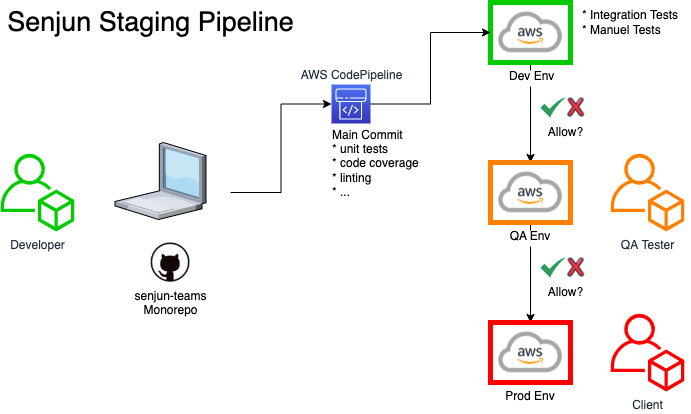 Senjun Staging Pipeline
aws
* Integration Tests
* Manuel Tests
Dev Env
AWS CodePipeline
Main Commit
* unit tests
* code coverage
* linting
* ...
Allow?
Developer
aws
QA Env
QA Tester
senjun-teams
Monorepo
Allow?
aws
Prod Env
Client